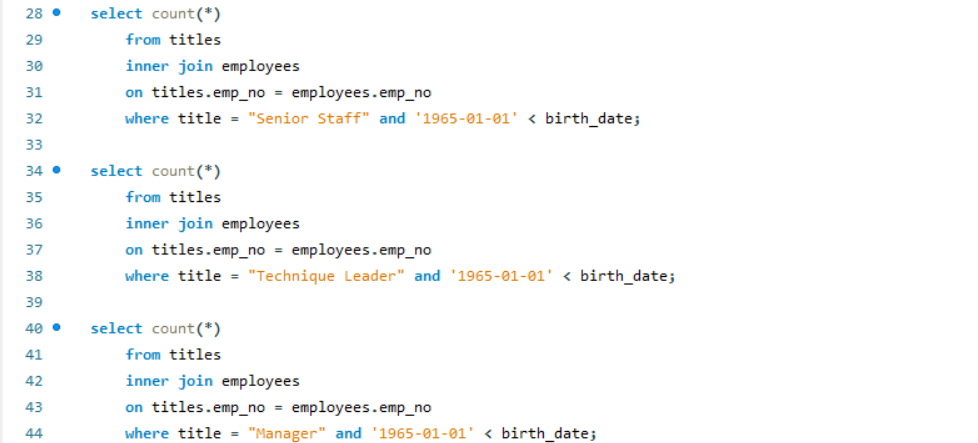 28 select count(*)
29 from titles
30 inner join employees
31 on titles.emp_no = employees.emp_no
32 where title = "Senior Staff" and '1965-01-01' < birth_date;
33
34 select count(*)
35 from titles
36 inner join employees
37 on titles.emp_no = employees.emp_no
38 where title = "Technique Leader" and '1965-01-01' < birth_date;
39
40 select count(*)
41 from titles
42 inner join employees
43 on titles.emp_no = employees.emp_no
44 where title = "Manager" and '1965-01-01' < birth_date;